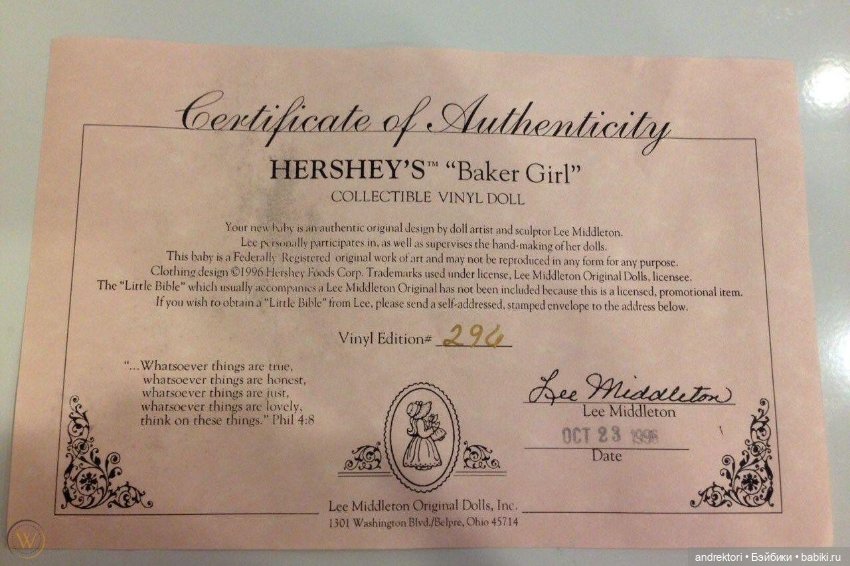 Certificate of Authenticity
HERSHEY'S™ "Baker Girl"
COLLECTIBLE VINYL DOLL
Your new baby is an authentic original design by doll artist and sculptor Lee Middleton.
Lee personally participates in, as well as supervises the hand-making of her dolls.
This baby is a Federally Registered original work of art and may not be reproduced in any form for any purpose.
Clothing design ©1996 Hershey Foods Corp. Trademarks used under license, Lee Middleton Original Dolls, licensee.
The "Little Bible" which usually accompanies a Lee Middleton Original has not been included because this is a licensed, promotional item.
If you wish to obtain a "Little Bible" from Lee, please send a self-addressed, stamped envelope to the address below.
Vinyl Edition# 294
"...Whatsoever things are true,
whatsoever things are honest,
whatsoever things are just,
whatsoever things are lovely,
think on these things." Phil 4:8
Lee Middleton
Lee Middleton
OCT 23 1996
Date
Lee Middleton Original Dolls, Inc.
1301 Washington Blvd./Belpre, Ohio 45714
W
andrektori • Бэйбики • babiki.ru